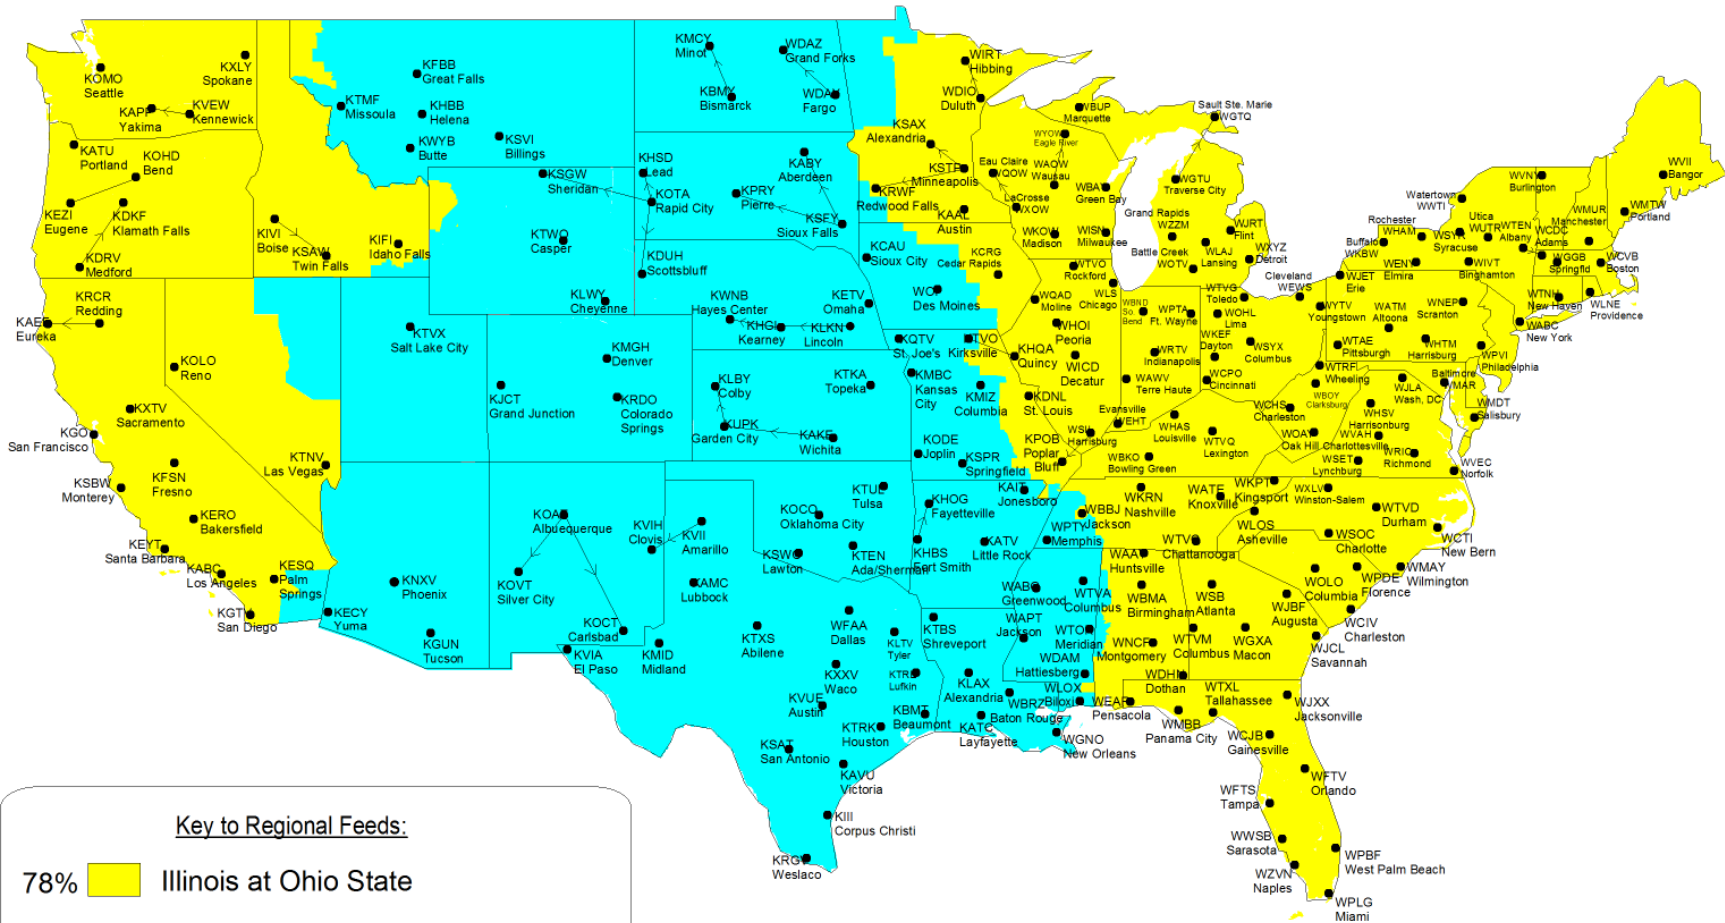 KOMO
Seattle
KXLY
Spokane
KAPP
Yakima
KVEW
Kennewick
KATU
Portland
KOHD
Bend
KEZI
Eugene
KDKF
Klamath Falls
KDRV
Medford
KIVI
Boise
KSAW
Twin Falls
KIFI
Idaho Falls
KTMF
Missoula
KFBB
Great Falls
KHBB
Helena
KWYB
Butte
KSVI
Billings
KSGW
Sheridan
KTWO
Casper
KLWY
Cheyenne
KMCY
Minot
KBMY
Bismarck
WDAZ
Grand Forks
WDAY
Fargo
KHSD
Lead
KOTA
Rapid City
KDUH
Scottsbluff
KABY
Aberdeen
KPRY
Pierre
KSFY
Sioux Falls
KCAU
Sioux City
KETV
Omaha
KWNB
Hayes Center
KHGI
Kearney
KLKN
Lincoln
WOI
Des Moines
KCRG
Cedar Rapids
WIRT
Hibbing
WDIO
Duluth
KSAX
Alexandria
KSTP
Minneapolis
KRWF
Redwood Falls
KAAL
Austin
WBUP
Marquette
WYOW
Eagle River
Eau Claire
WQOW
WAOW
Wausau
LaCrosse
WXOW
WBAY
Green Bay
WKOW
Madison
WISN
Milwaukee
Sault Ste. Marie
WGTQ
WGTU
Traverse City
Grand Rapids
WZZM
WJRT
Flint
Battle Creek
WOTV
WLAJ
Lansing
WXYZ
Detroit
WTVO
Rockford
WLS
Chicago
WQAD
Moline
WHOI
Peoria
KHQA
Quincy
WICD
Decatur
KDNL
St. Louis
WSIL
Harrisburg
WBND
So.
Bend
WPTA
Ft. Wayne
WRTV
Indianapolis
WAWV
Terre Haute
Evansville
WEHT
WTVG
Toledo
WOHL
Lima
WKEF
Dayton
WSYX
Columbus
WCPO
Cincinnati
Cleveland
WEWS
WYTV
Youngstown
WTRF
Wheeling
WJET
Erie
WATM
Altoona
WTAE
Pittsburgh
WNEP
Scranton
WHTM
Harrisburg
WPVI
Philadelphia
Buffalo
WKBW
Rochester
WHAM
WENY
Elmira
WSYR
Syracuse
WIVT
Binghamton
Watertown
WWTI
Utica
WUTR
WTEN
Albany
WCDC
Adams
WVNY
Burlington
WMUR
Manchester
WMTW
Portland
WVII
Bangor
WGGB
Springfld
WCVB
Boston
WTNH
New Haven
WLNE
Providence
WABC
New York
Baltimore
WMAR
WMDT
Salisbury
WJLA
Wash, DC
WBOY
Clarksburg
WCHS
Charleston
WOAY
Oak Hill
WHSV
Harrisonburg
WVAH
Charlottesville
WSET
Lynchburg
WRIC
Richmond
WVEC
Norfolk
WHAS
Louisville
WTVQ
Lexington
WBKO
Bowling Green
KRCR
Redding
KAEF
Eureka
KOLO
Reno
KXTV
Sacramento
KGO
San Francisco
KTNV
Las Vegas
KFSN
Fresno
KSBW
Monterey
KERO
Bakersfield
KEYT
Santa Barbara
KABC
Los Angeles
KESQ
Palm
Springs
KGTV
San Diego
KECY
Yuma
KNXV
Phoenix
KGUN
Tucson
KTVX
Salt Lake City
KMGH
Denver
KJCT
Grand Junction
KRDO
Colorado
Springs
KLBY
Colby
KTKA
Topeka
KUPK
Garden City
KAKE
Wichita
KQTV
St. Joe's
KTVO
Kirksville
KMBC
Kansas
City
KMIZ
Columbia
KODE
Joplin
KSPR
Springfield
KPOB
Poplar
Bluff
KOAT
Albuquerque
KOVT
Silver City
KOCT
Carlsbad
KVIH
Clovis
KVII
Amarillo
KTUL
Tulsa
KOCO
Oklahoma City
KSWO
Lawton
KTEN
Ada/Sherman
KHOG
Fayetteville
KHBS
Fort Smith
KAIT
Jonesboro
KATV
Little Rock
WPTY
Memphis
WBBJ
Jackson
WKRN
Nashville
WATE
Knoxville
WKPT
Kingsport
WTVC
Chattanooga
WXLV
Winston-Salem
WLOS
Asheville
WSOC
Charlotte
WTVD
Durham
WCTI
New Bern
WMAY
Wilmington
WOLO
Columbia
WPDE
Florence
WCIV
Charleston
WJBF
Augusta
WJCL
Savannah
KAMC
Lubbock
KVIA
El Paso
KMID
Midland
KTXS
Abilene
WFAA
Dallas
KLTV
Tyler
KTRE
Lufkin
KXXV
Waco
KVUE
Austin
KTRK
Houston
KBMT
Beaumont
KSAT
San Antonio
KAVU
Victoria
KIII
Corpus Christi
KRGV
Weslaco
KTBS
Shreveport
KLAX
Alexandria
KATC
Layfayette
WBRZ
Baton Rouge
WGNO
New Orleans
WABG
Greenwood
WTVA
Columbus
WAPT
Jackson
WTOK
Meridian
WDAM
Hattiesberg
WLOX
Biloxi
WAAY
Huntsville
WBMA
Birmingham
WNCF
Montgomery
WDHN
Dothan
WSB
Atlanta
WTVM
Columbus
WGXA
Macon
WEAR
Pensacola
WMBB
Panama City
WTXL
Tallahassee
WJXX
Jacksonville
WCJB
Gainesville
WFTV
Orlando
WFTS
Tampa
WWSB
Sarasota
WZVN
Naples
WPBF
West Palm Beach
WPLG
Miami
Key to Regional Feeds:
78% Illinois at Ohio State